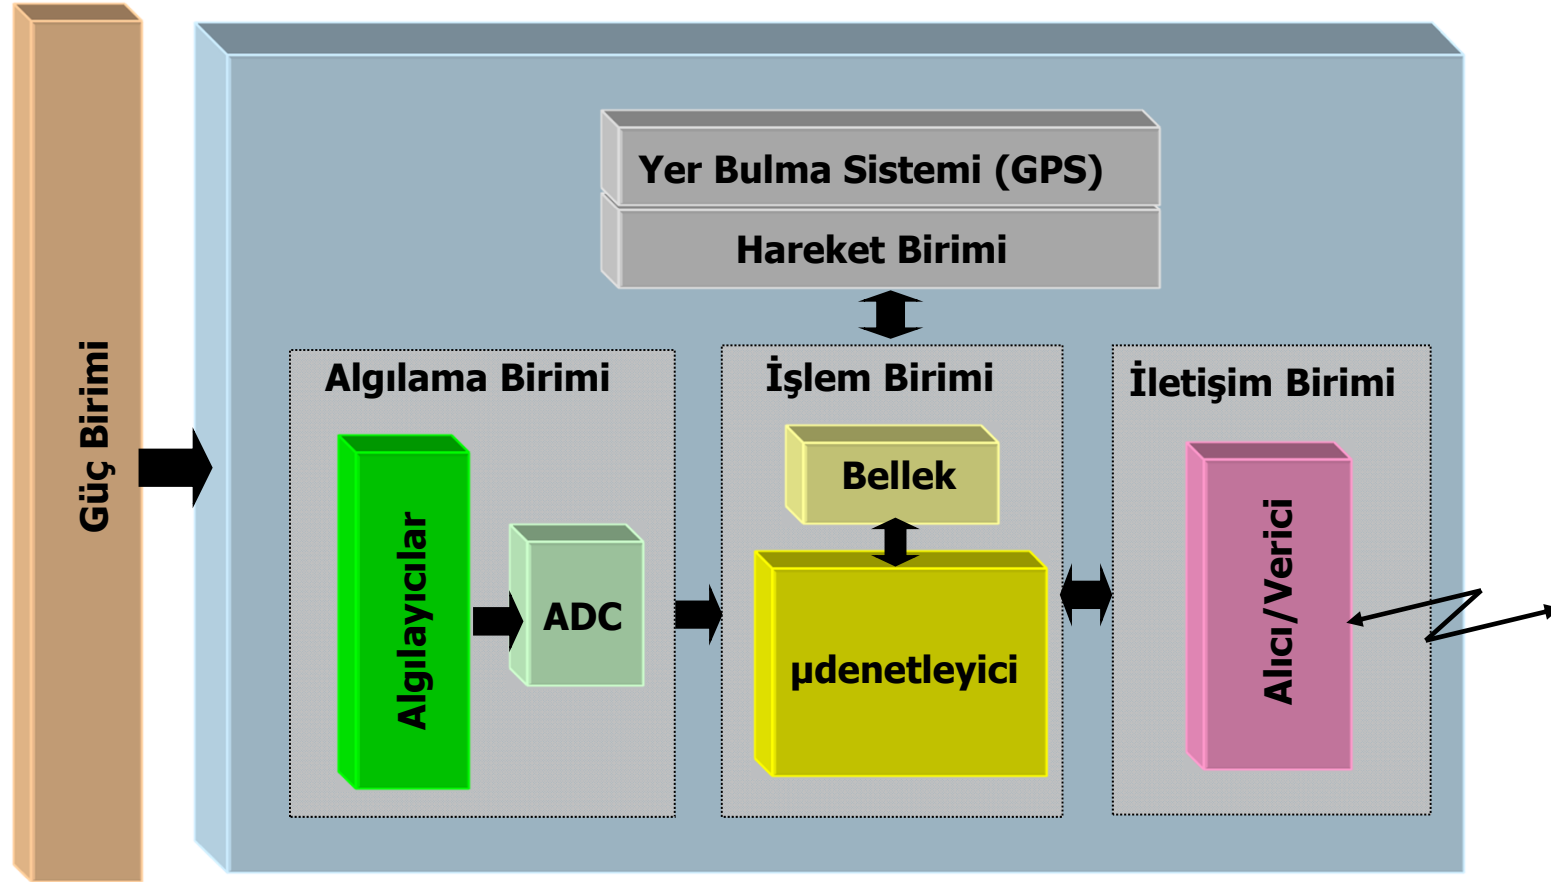 Yer Bulma Sistemi (GPS)
Hareket Birimi
Güç Birimi
Algılama Birimi
İşlem Birimi
İletişim Birimi
Algılayıcılar
ADC
Bellek
µdenetleyici
Alıcı/Verici